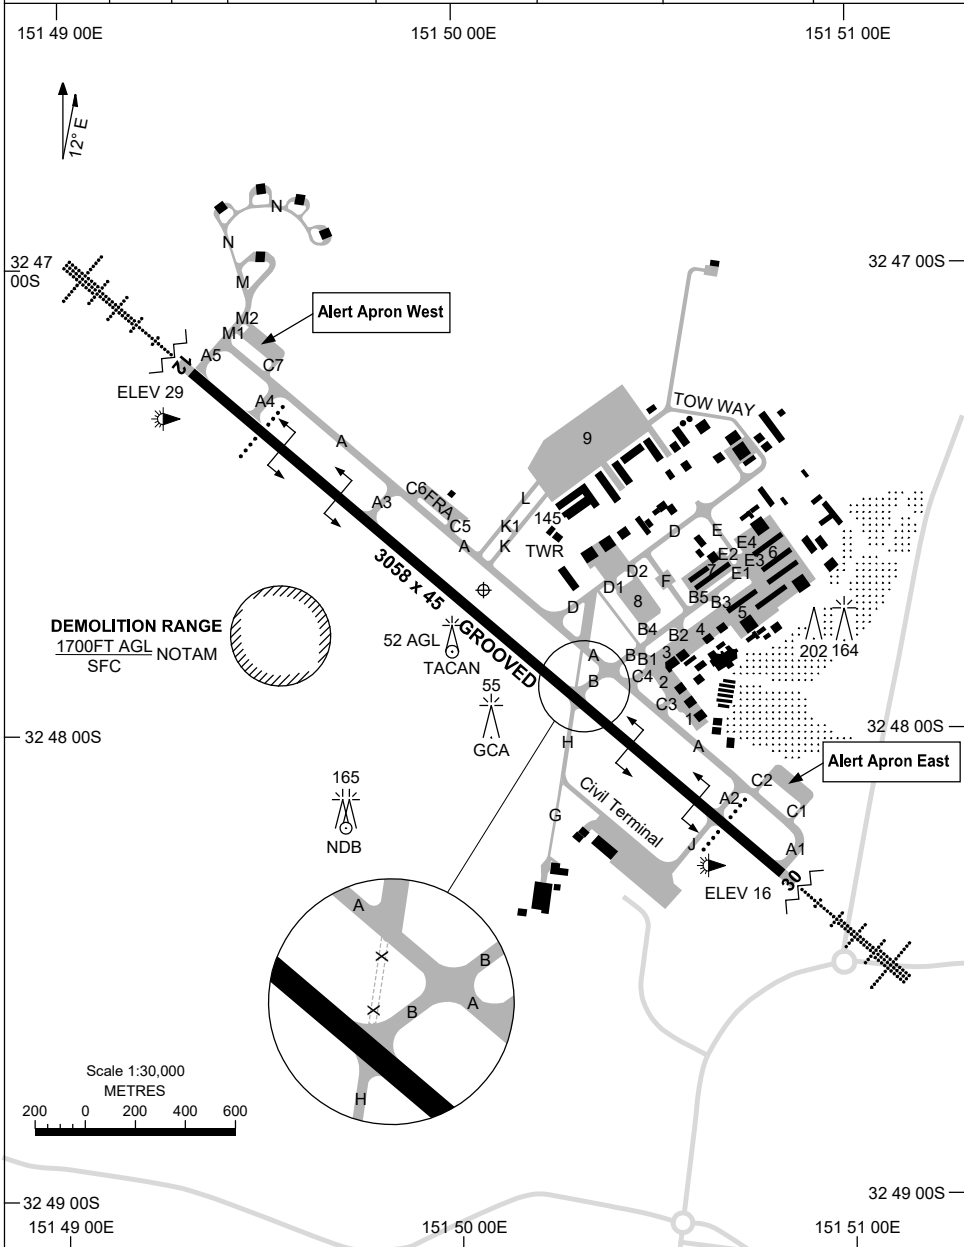 151 49 00E
151 50 00E
151 51 00E
12° E
N
N
32 47
00S
32 47 00S
M
Alert Apron West
M2
M1
A5
C7
12
ELEV 29
A4
TOW WAY
9
A
C6
FRA
L
A3
C5
K1
145
A
K
TWR
D
E
E4
6
E2
E3
3058 x 45
GROOVED
D2
F
7
E1
D1
B5
B3
8
5
D
DEMOLITION RANGE
1700FT AGL
SFC
NOTAM
52 AGL
TACAN
B4
B2
4
202
164
A
B
B1
3
B
C4
2
55
C3
1
GCA
H
A
32 48 00S
32 48 00S
Alert Apron East
C2
165
Civil Terminal
A2
C1
NDB
G
J
A1
ELEV 16
30
A
X
B
B
A
X
H
Scale 1:30,000
METRES
200 0 200 400 600
32 49 00S
32 49 00S
151 49 00E
151 50 00E
151 51 00E